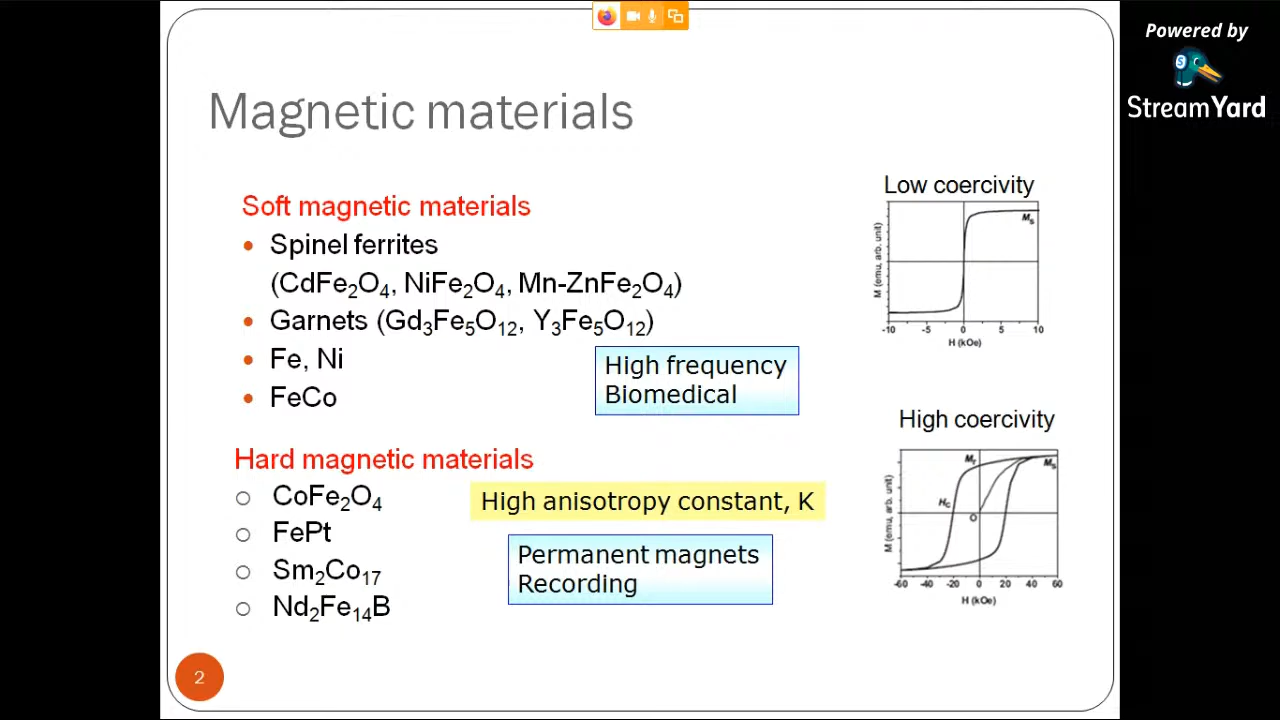 Powered by
StreamYard
Magnetic materials
Soft magnetic materials
• Spinel ferrites
(CdFe₂O₄, NiFe₂O₄, Mn-ZnFe₂O₄)
• Garnets (Gd₃Fe₅O₁₂, Y₃Fe₅O₁₂)
• Fe, Ni
• FeCo
High frequency
Biomedical
Low coercivity
M (emu, arb. unit)
Mₛ
-10 -5 0 5 10
H (kOe)
Hard magnetic materials
○ CoFe₂O₄
○ FePt
○ Sm₂Co₁₇
○ Nd₂Fe₁₄B
High anisotropy constant, K
Permanent magnets
Recording
High coercivity
M (emu, arb. unit)
Mᵣ
Mₛ
H_C
O
-60 -40 -20 0 20 40 60
H (kOe)
2